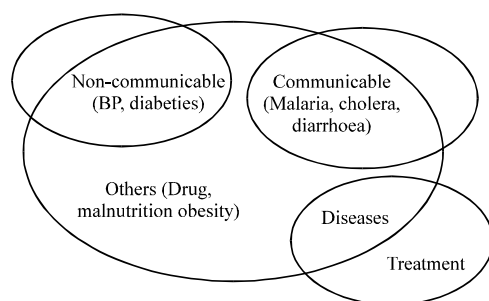 Non-communicable
(BP, diabeties)
Communicable
(Malaria, cholera,
diarrhoea)
Others (Drug,
malnutrition obesity)
Diseases
Treatment